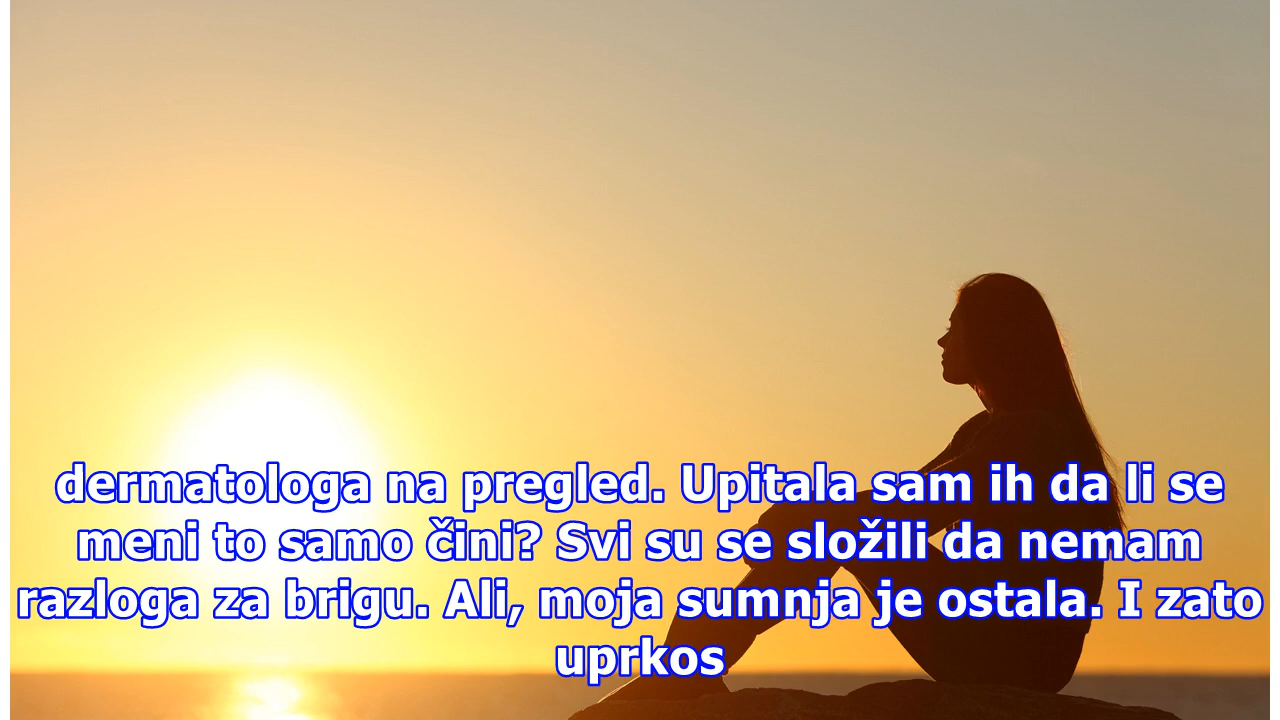 dermatologa na pregled. Upitala sam ih da li se
meni to samo čini? Svi su se složili da nemam
razloga za brigu. Ali, moja sumnja je ostala. I zato
uprkos